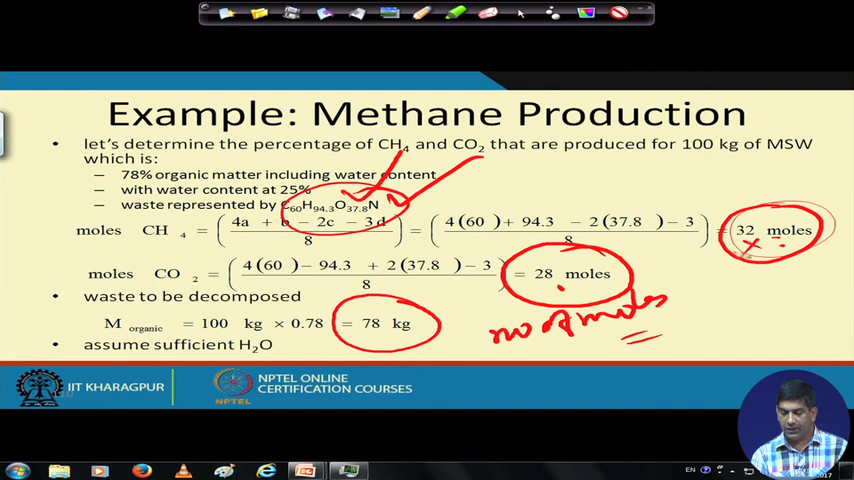 Example: Methane Production
• let's determine the percentage of CH4 and CO2 that are produced for 100 kg of MSW
which is:
– 78% organic matter including water content
– with water content at 25%
– waste represented by C60H94.3O37.8N
moles CH4 = ( 4a + b − 2c − 3d / 8 ) = ( 4(60) + 94.3 − 2(37.8) − 3 / 8 ) = 32 moles
moles CO2 = ( 4(60) − 94.3 + 2(37.8) − 3 / 8 ) = 28 moles
• waste to be decomposed
no of moles
M organic = 100 kg × 0.78 = 78 kg
• assume sufficient H2O
IIT KHARAGPUR
NPTEL
NPTEL ONLINE
CERTIFICATION COURSES
EN